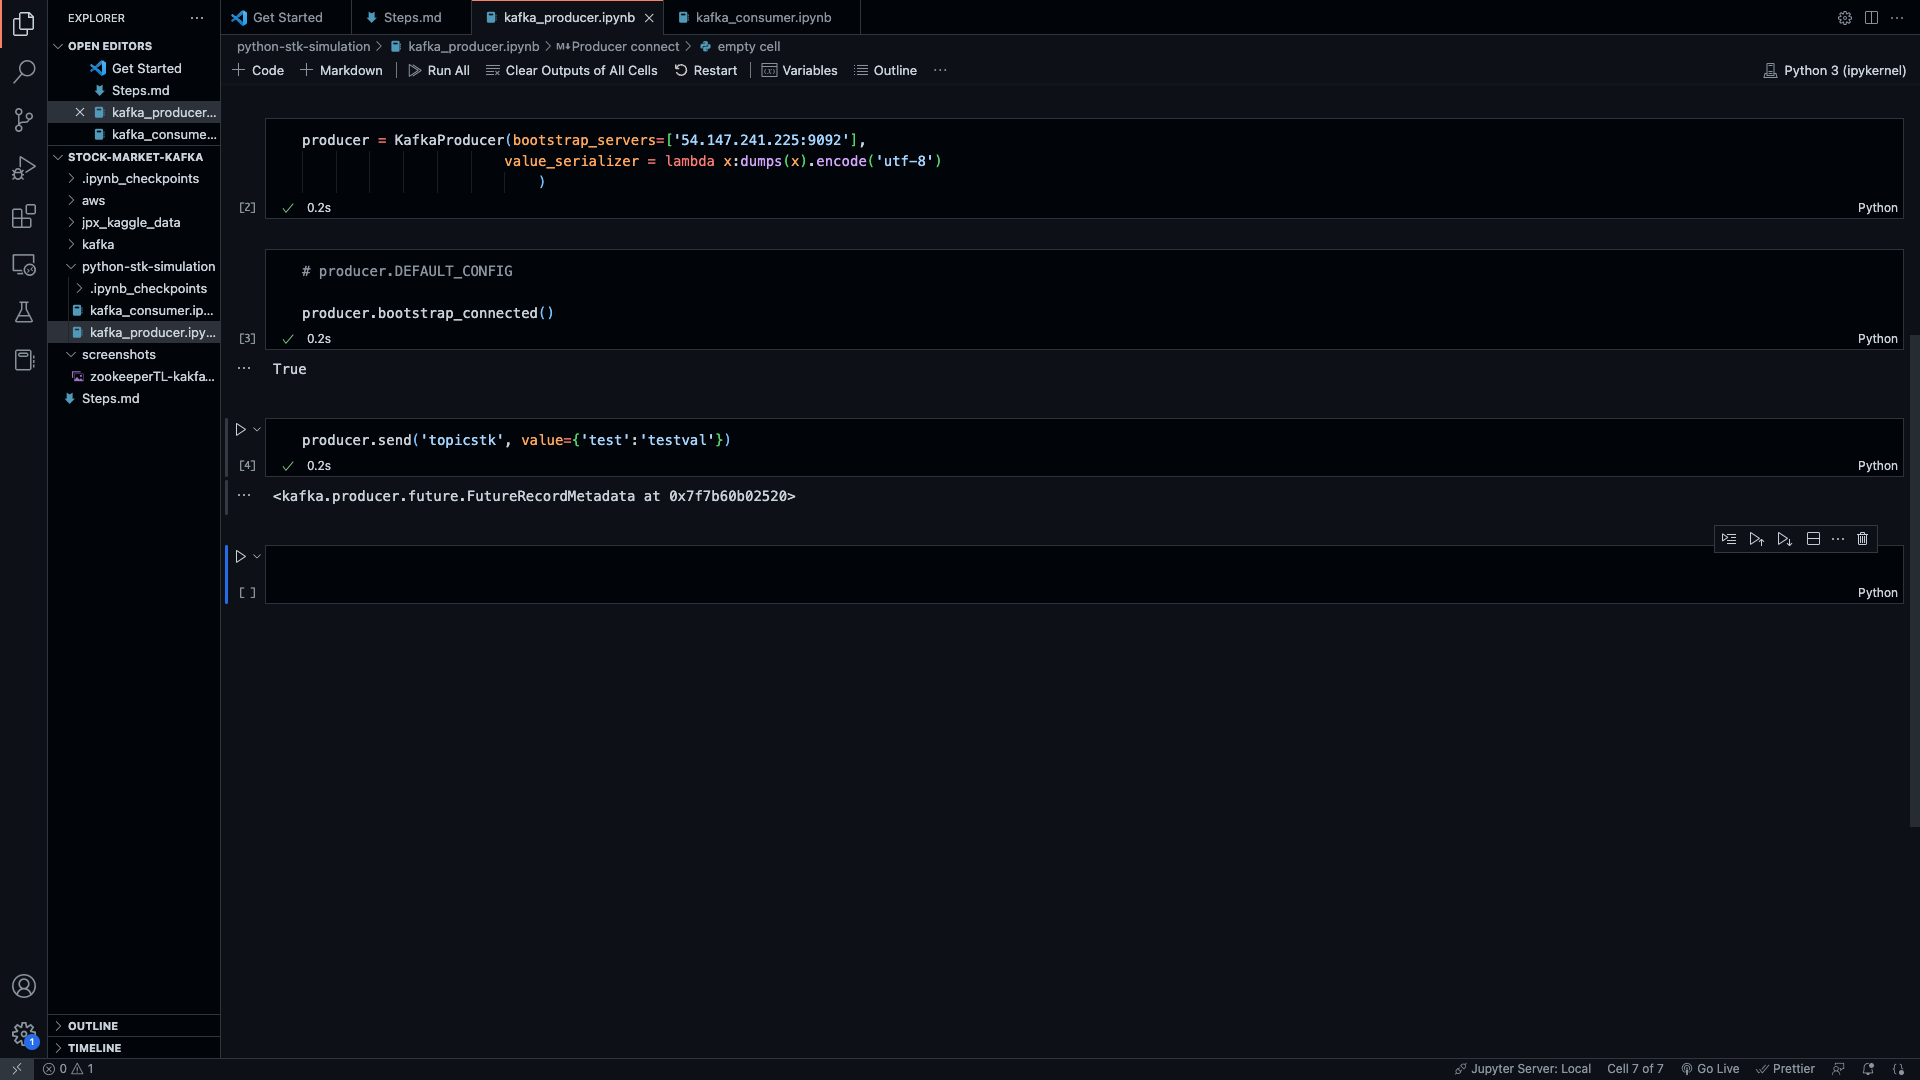 EXPLORER
Get Started
Steps.md
kafka_producer.ipynb
kafka_consumer.ipynb
OPEN EDITORS
Get Started
Steps.md
kafka_producer...
kafka_consume...
STOCK-MARKET-KAFKA
.ipynb_checkpoints
aws
jpx_kaggle_data
kafka
python-stk-simulation
.ipynb_checkpoints
kafka_consumer.ip...
kafka_producer.ipy...
screenshots
zookeeperTL-kakfa...
Steps.md
OUTLINE
TIMELINE
python-stk-simulation > kafka_producer.ipynb > M↓Producer connect > empty cell
+ Code + Markdown Run All Clear Outputs of All Cells Restart Variables Outline ... Python 3 (ipykernel)
producer = KafkaProducer(bootstrap_servers=['54.147.241.225:9092'],
value_serializer = lambda x:dumps(x).encode('utf-8')
)
[2] 0.2s Python
# producer.DEFAULT_CONFIG
producer.bootstrap_connected()
[3] 0.2s Python
True
producer.send('topicstk', value={'test':'testval'})
[4] 0.2s Python
<kafka.producer.future.FutureRecordMetadata at 0x7f7b60b02520>
[ ] Python
1
0 1 Jupyter Server: Local Cell 7 of 7 Go Live Prettier